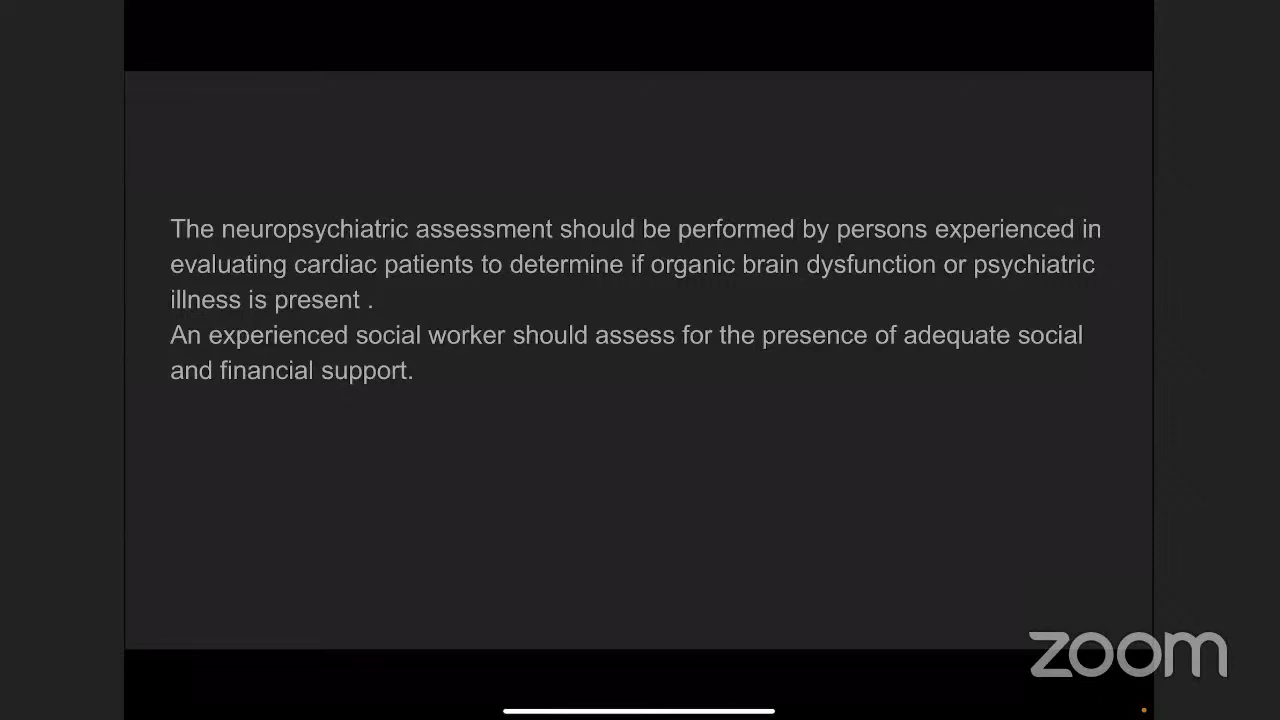 The neuropsychiatric assessment should be performed by persons experienced in
evaluating cardiac patients to determine if organic brain dysfunction or psychiatric
illness is present .
An experienced social worker should assess for the presence of adequate social
and financial support.
zoom